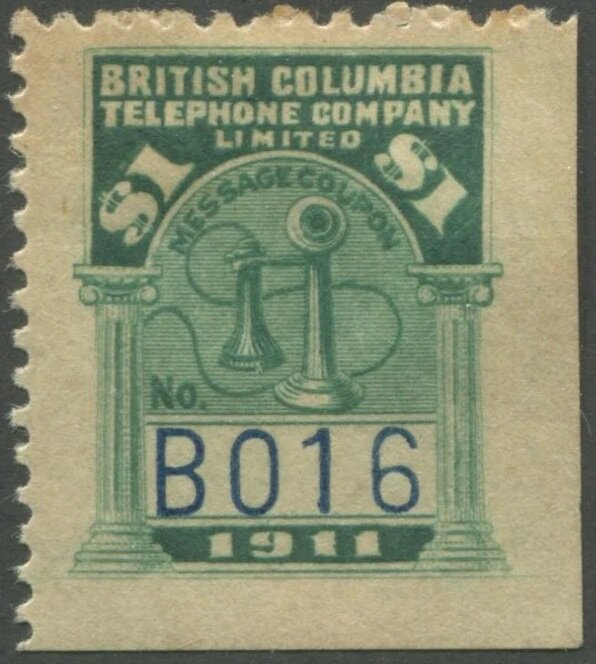 BRITISH COLUMBIA
TELEPHONE COMPANY
LIMITED
$1 $1
MESSAGE COUPON
No.
B016
1911